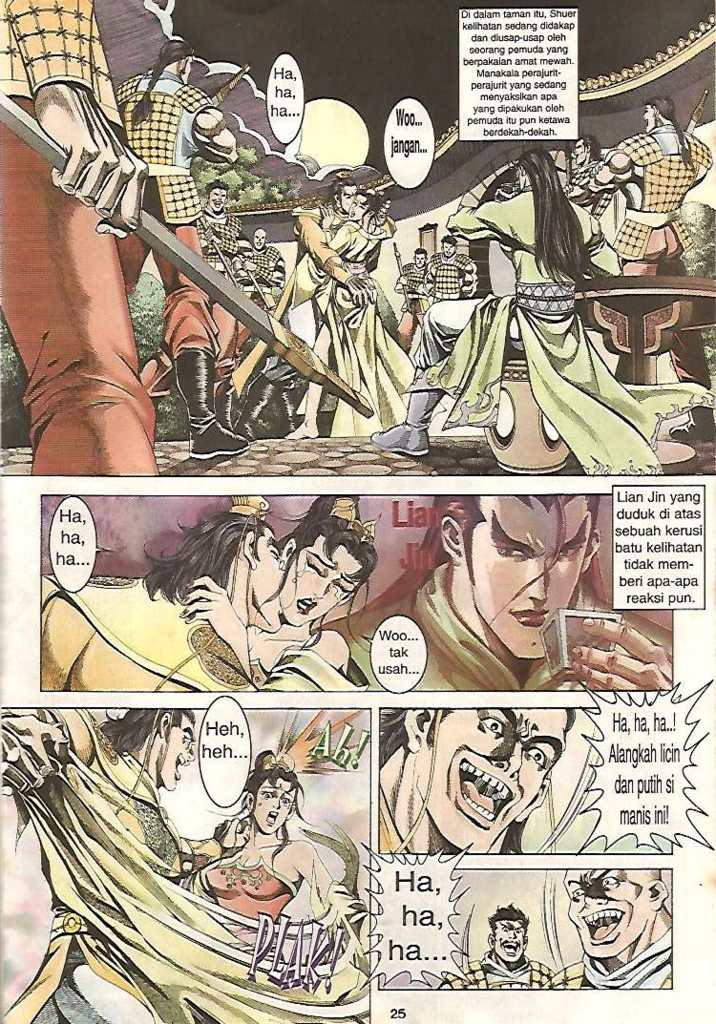 Di dalam taman itu, Shuer
kelihatan sedang didakap
dan diusap-usap oleh
seorang pemuda yang
berpakaian amat mewah.
Manakala perajurit-
perajurit yang sedang
menyaksikan apa
yang dipakukan oleh
pemuda itu pun ketawa
berdekah-dekah.
Ha,
ha,
ha...
Woo...
jangan...
Ha,
ha,
ha...
Lian
Jin
Lian Jin yang
duduk di atas
sebuah kerusi
batu kelihatan
tidak mem-
beri apa-apa
reaksi pun.
Woo...
tak
usah...
Heh,
heh...
Ah!
PLAK!
Ha, ha, ha..!
Alangkah licin
dan putih si
manis ini!
Ha,
ha,
ha...
25